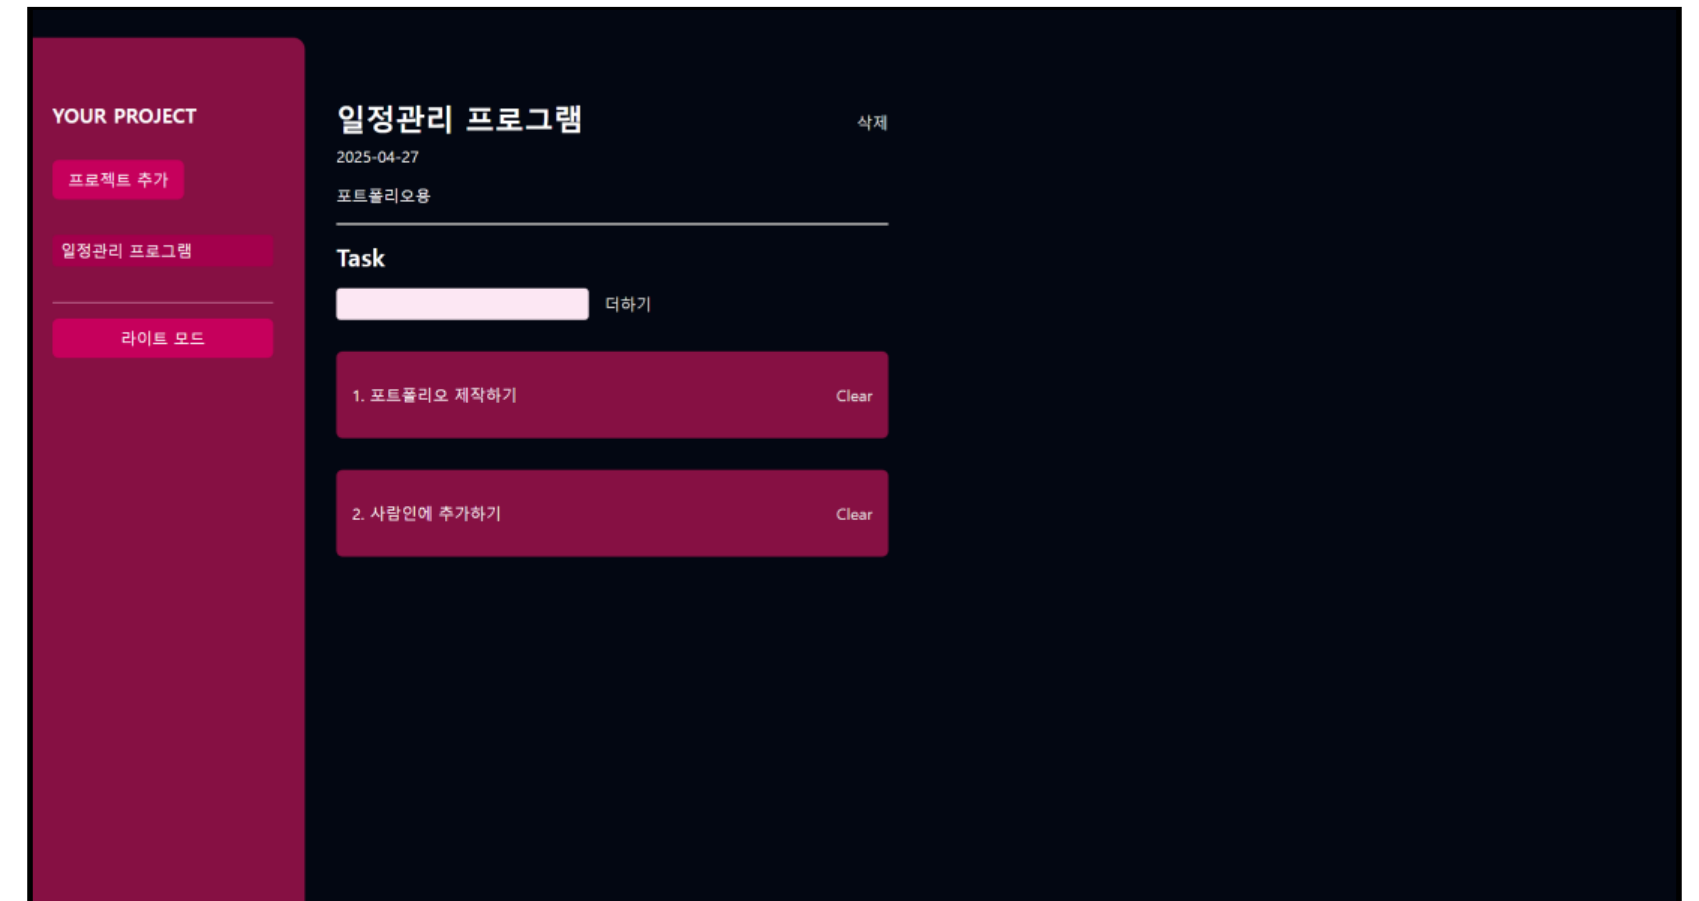 YOUR PROJECT
프로젝트 추가
일정관리 프로그램
라이트 모드
일정관리 프로그램
삭제
2025-04-27
포트폴리오용
Task
더하기
1. 포트폴리오 제작하기
Clear
2. 사람인에 추가하기
Clear